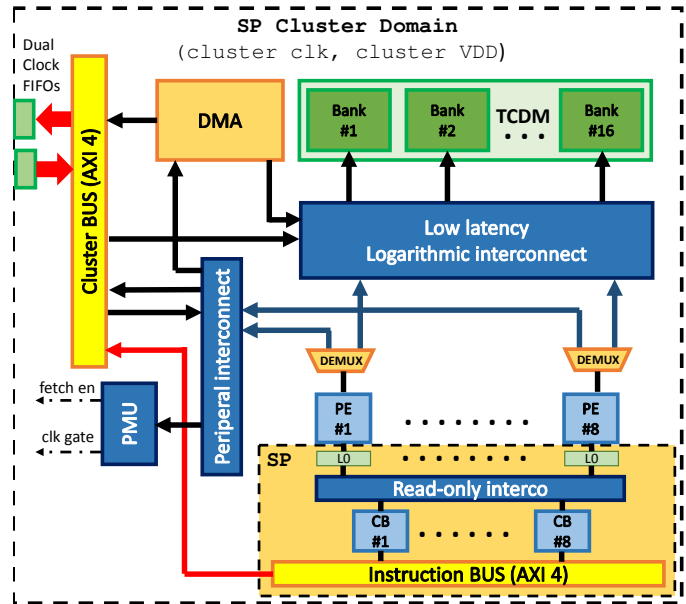 SP Cluster Domain
(cluster clk, cluster VDD)
Dual
Clock
FIFOs
DMA
Bank
#1
Bank
#2
TCDM
. . .
Bank
#16
Cluster BUS (AXI 4)
Low latency
Logarithmic interconnect
Peripheral interconnect
DEMUX
DEMUX
fetch en
clk gate
PMU
PE
#1
. . . . . . . .
PE
#8
SP
L0
. . . . . . . .
L0
Read-only interco
CB
#1
. . . . . .
CB
#8
Instruction BUS (AXI 4)